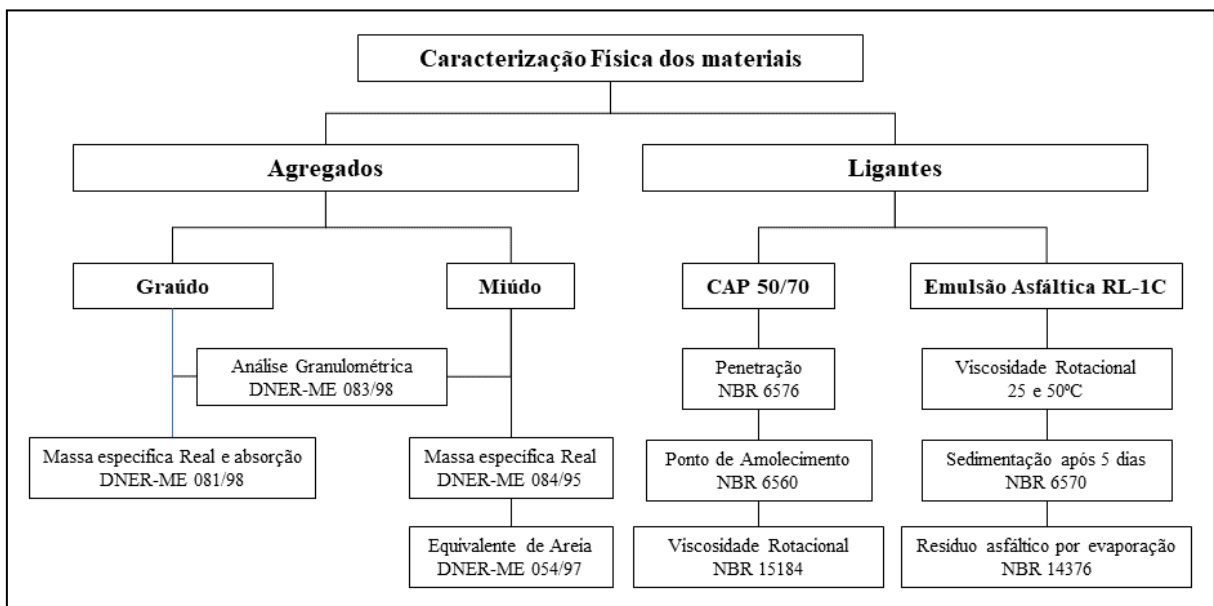 Caracterização Física dos materiais
Agregados
Ligantes
Graúdo
Miúdo
CAP 50/70
Emulsão Asfáltica RL-1C
Análise Granulométrica
DNER-ME 083/98
Penetração
NBR 6576
Viscosidade Rotacional
25 e 50ºC
Massa especifica Real e absorção
DNER-ME 081/98
Massa especifica Real
DNER-ME 084/95
Ponto de Amolecimento
NBR 6560
Sedimentação após 5 dias
NBR 6570
Equivalente de Areia
DNER-ME 054/97
Viscosidade Rotacional
NBR 15184
Resíduo asfáltico por evaporação
NBR 14376